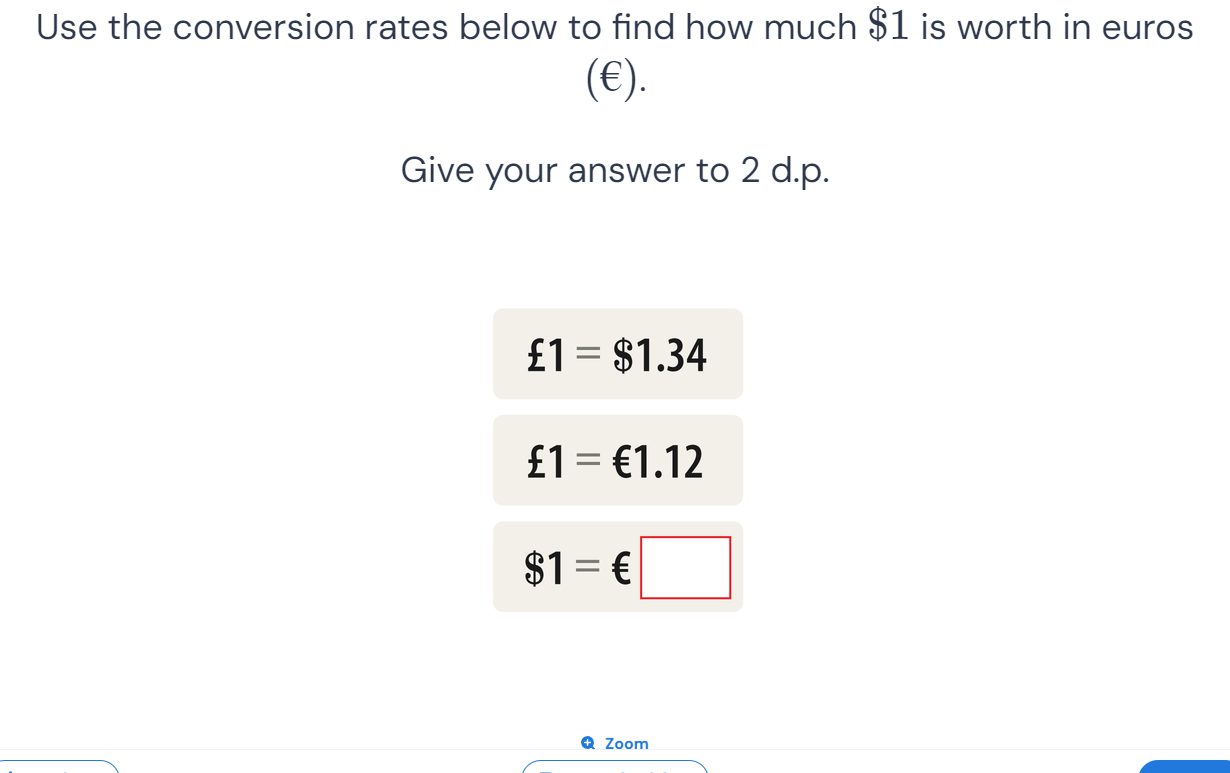 Use the conversion rates below to find how much $1 is worth in euros
(€).
Give your answer to 2 d.p.
£1 = $1.34
£1 = €1.12
$1 = €
Zoom